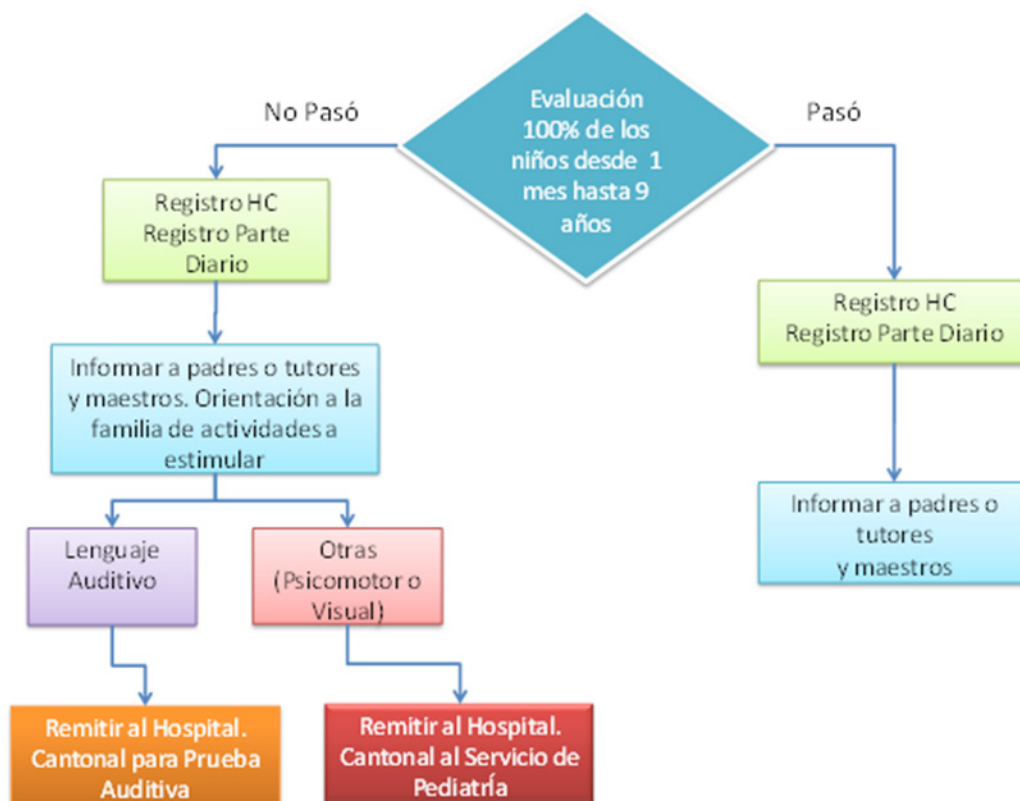 No Pasó
Evaluación
100% de los
niños desde 1
mes hasta 9
años
Pasó
Registro HC
Registro Parte
Diario
Informar a padres o tutores
y maestros. Orientación a la
familia de actividades a
estimular
Lenguaje
Auditivo
Otras
(Psicomotor o
Visual)
Remitir al Hospital.
Cantonal para Prueba
Auditiva
Remitir al Hospital.
Cantonal al Servicio de
Pediatría
Registro HC
Registro Parte Diario
Informar a padres o
tutores
y maestros